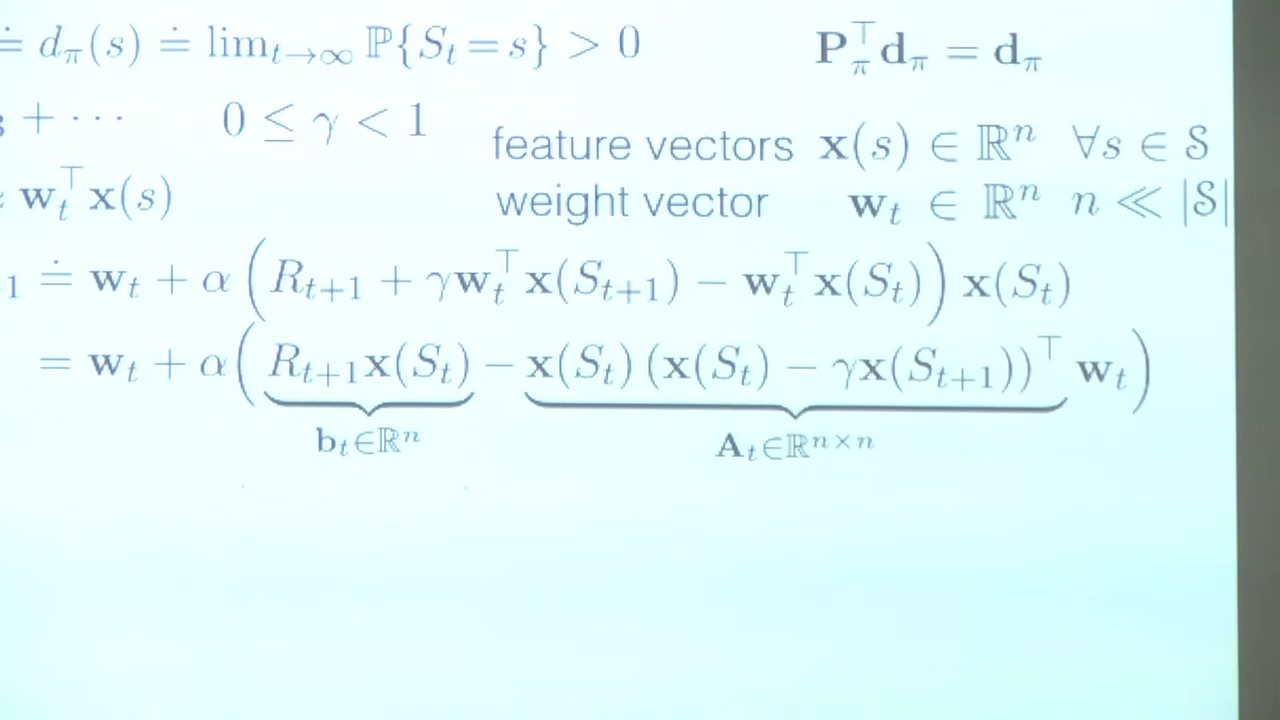 ≐ d_π(s) ≐ lim_{t→∞} ℙ{S_t = s} > 0    P_π^⊤ d_π = d_π
+ ⋯    0 ≤ γ < 1
feature vectors x(s) ∈ ℝ^n ∀s ∈ 𝒮
w_t^⊤ x(s)
weight vector w_t ∈ ℝ^n n ≪ |𝒮|
₁ ≐ w_t + α (R_{t+1} + γw_t^⊤ x(S_{t+1}) − w_t^⊤ x(S_t)) x(S_t)
= w_t + α(R_{t+1}x(S_t) − x(S_t) (x(S_t) − γx(S_{t+1}))^⊤ w_t)
b_t∈ℝ^n    A_t∈ℝ^{n×n}